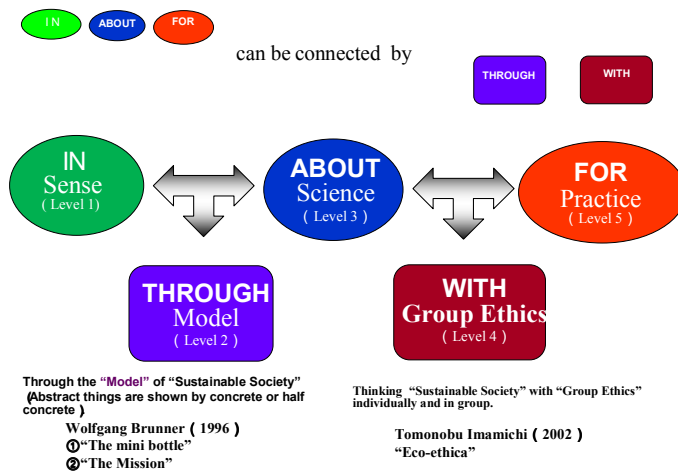 IN ABOUT FOR
can be connected by
THROUGH WITH
IN
Sense
( Level 1)
ABOUT
Science
( Level 3 )
FOR
Practice
( Level 5 )
THROUGH
Model
( Level 2 )
WITH
Group Ethics
( Level 4 )
Through the “Model” of “Sustainable Society”
(Abstract things are shown by concrete or half
concrete )
Wolfgang Brunner ( 1996 )
①“The mini bottle”
②“The Mission”
Thinking “Sustainable Society” with “Group Ethics”
individually and in group.
Tomonobu Imamichi ( 2002 )
“Eco-ethica”